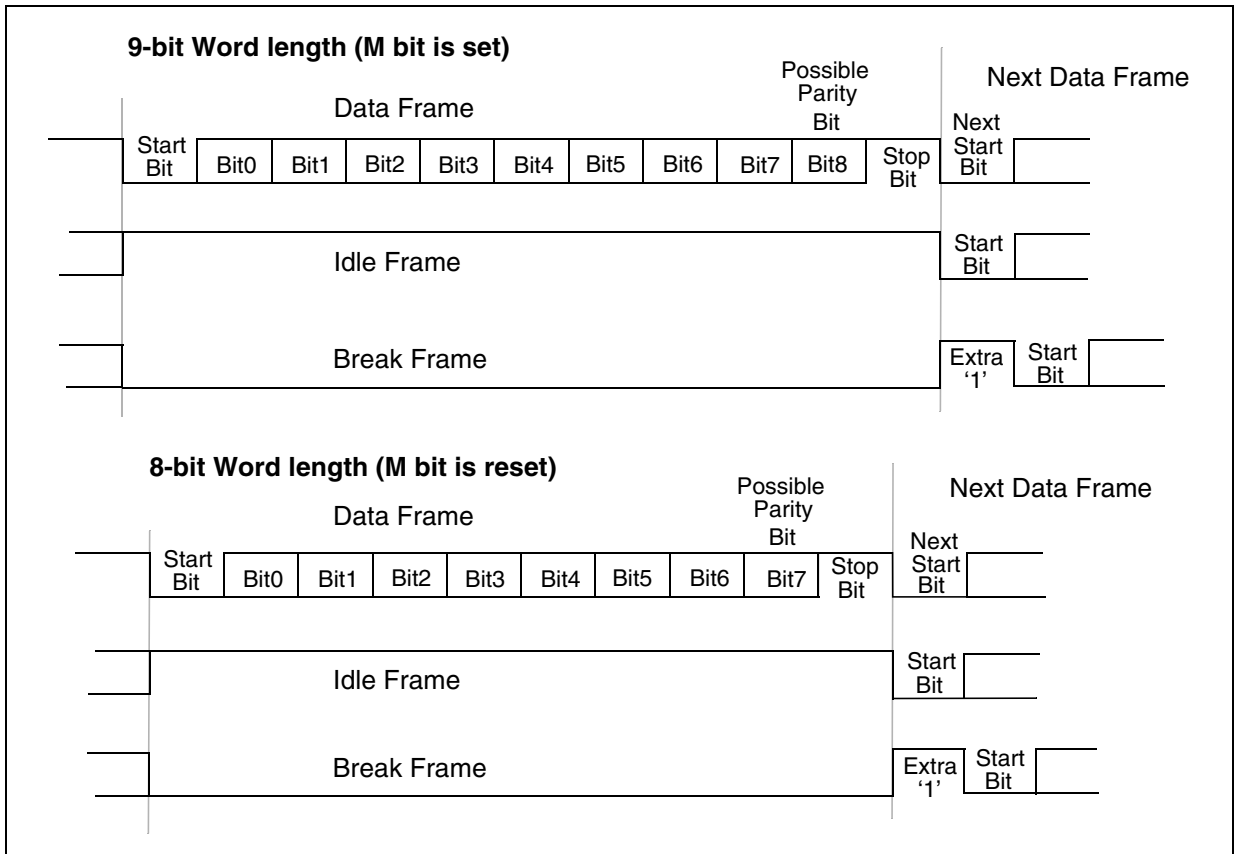 9-bit Word length (M bit is set)
Possible
Parity
Bit
Next Data Frame
Data Frame
Next
Start
Bit
Start
Bit
Bit0
Bit1
Bit2
Bit3
Bit4
Bit5
Bit6
Bit7
Bit8
Stop
Bit
Idle Frame
Start
Bit
Break Frame
Extra
‘1’
Start
Bit
8-bit Word length (M bit is reset)
Possible
Parity
Bit
Next Data Frame
Data Frame
Next
Start
Bit
Start
Bit
Bit0
Bit1
Bit2
Bit3
Bit4
Bit5
Bit6
Bit7
Stop
Bit
Idle Frame
Start
Bit
Break Frame
Extra
‘1’
Start
Bit